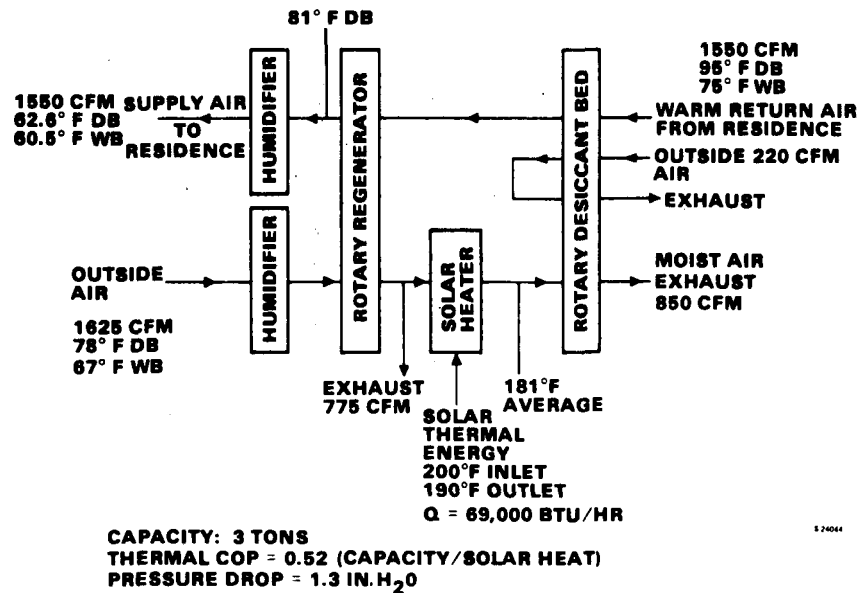 81° F DB
1550 CFM
62.6° F DB
60.5° F WB
SUPPLY AIR
TO
RESIDENCE
HUMIDIFIER
ROTARY REGENERATOR
ROTARY DESICCANT BED
1550 CFM
95° F DB
75° F WB
WARM RETURN AIR
FROM RESIDENCE
OUTSIDE 220 CFM
AIR
EXHAUST
OUTSIDE
AIR
1625 CFM
78° F DB
67° F WB
HUMIDIFIER
SOLAR
HEATER
MOIST AIR
EXHAUST
850 CFM
EXHAUST
775 CFM
181°F
AVERAGE
SOLAR
THERMAL
ENERGY
200°F INLET
190°F OUTLET
Q = 69,000 BTU/HR
S 24044
CAPACITY: 3 TONS
THERMAL COP = 0.52 (CAPACITY/SOLAR HEAT)
PRESSURE DROP = 1.3 IN. H₂O